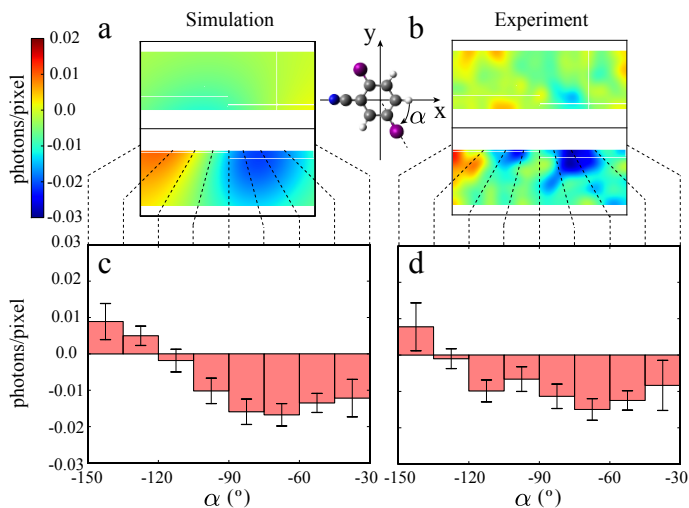 Simulation
Experiment
a
b
photons/pixel
0.02
0.01
0.0
-0.01
-0.02
-0.03
y
x
α
c
d
photons/pixel
0.03
0.02
0.01
0.0
-0.01
-0.02
-0.03
-150 -120 -90 -60 -30
-150 -120 -90 -60 -30
α (º)
α (º)